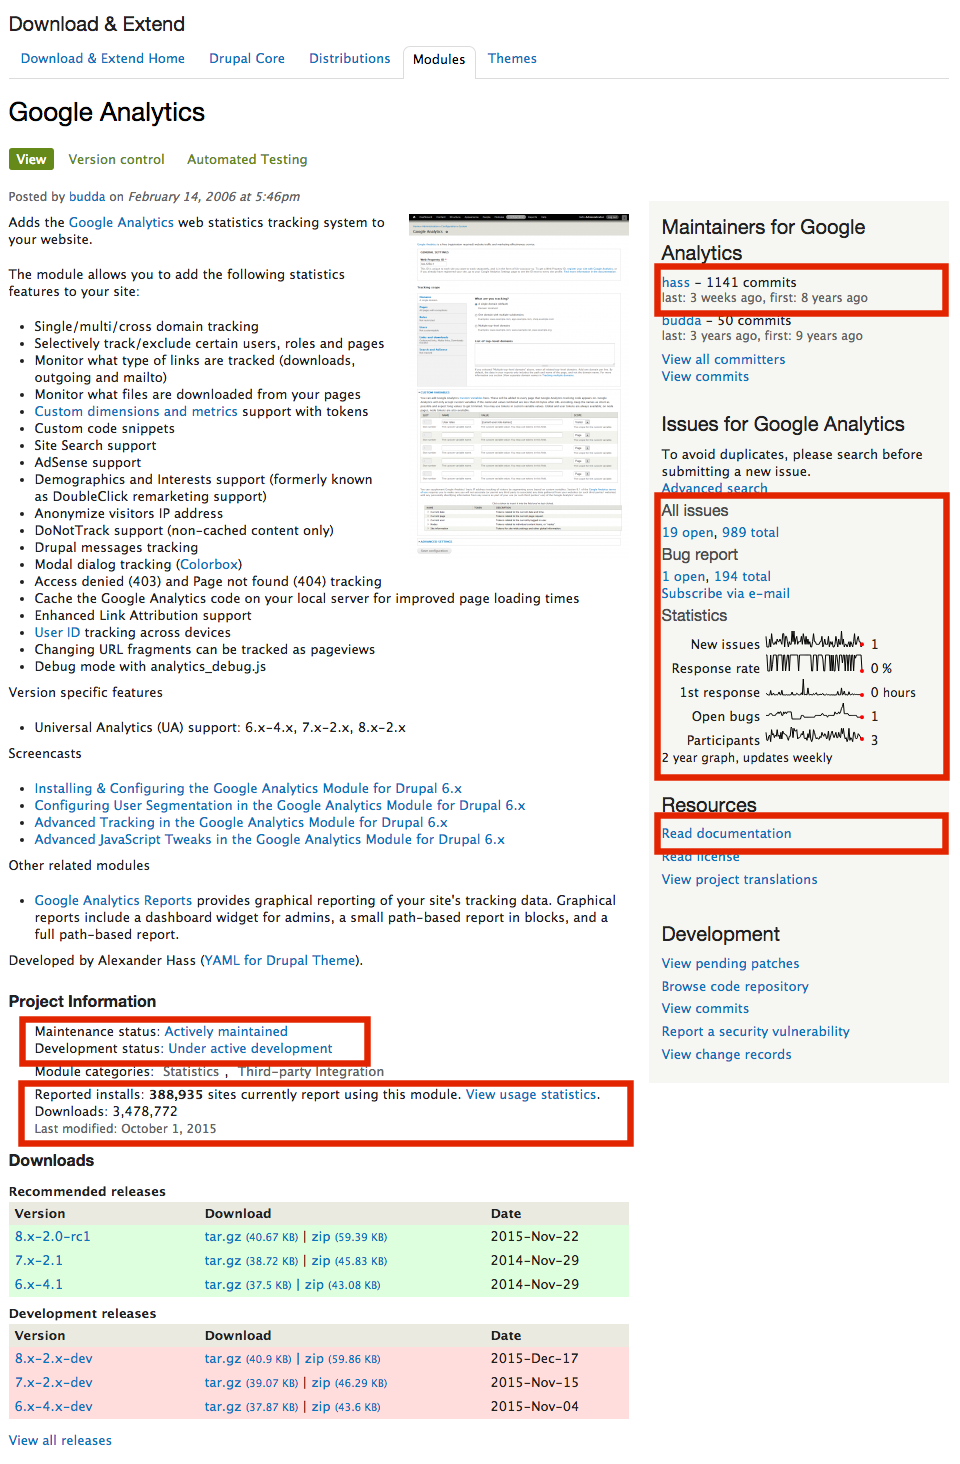 Download & Extend
Download & Extend Home
Drupal Core
Distributions
Modules
Themes
Google Analytics
View
Version control
Automated Testing
Posted by budda on February 14, 2006 at 5:46pm
Adds the Google Analytics web statistics tracking system to
your website.
The module allows you to add the following statistics
features to your site:
• Single/multi/cross domain tracking
• Selectively track/exclude certain users, roles and pages
• Monitor what type of links are tracked (downloads,
outgoing and mailto)
• Monitor what files are downloaded from your pages
• Custom dimensions and metrics support with tokens
• Custom code snippets
• Site Search support
• AdSense support
• Demographics and Interests support (formerly known
as DoubleClick remarketing support)
• Anonymize visitors IP address
• DoNotTrack support (non-cached content only)
• Drupal messages tracking
• Modal dialog tracking (Colorbox)
• Access denied (403) and Page not found (404) tracking
• Cache the Google Analytics code on your local server for improved page loading times
• Enhanced Link Attribution support
• User ID tracking across devices
• Changing URL fragments can be tracked as pageviews
• Debug mode with analytics_debug.js
Version specific features
• Universal Analytics (UA) support: 6.x-4.x, 7.x-2.x, 8.x-2.x
Screencasts
• Installing & Configuring the Google Analytics Module for Drupal 6.x
• Configuring User Segmentation in the Google Analytics Module for Drupal 6.x
• Advanced Tracking in the Google Analytics Module for Drupal 6.x
• Advanced JavaScript Tweaks in the Google Analytics Module for Drupal 6.x
Other related modules
• Google Analytics Reports provides graphical reporting of your site's tracking data. Graphical
reports include a dashboard widget for admins, a small path-based report in blocks, and a
full path-based report.
Developed by Alexander Hass (YAML for Drupal Theme).
Project Information
Maintenance status: Actively maintained
Development status: Under active development
Module categories: Statistics , Third-party Integration
Reported installs: 388,935 sites currently report using this module. View usage statistics.
Downloads: 3,478,772
Last modified: October 1, 2015
Downloads
Recommended releases
Version Download Date
8.x-2.0-rc1 tar.gz (40.67 KB) | zip (59.39 KB) 2015-Nov-22
7.x-2.1 tar.gz (38.72 KB) | zip (45.83 KB) 2014-Nov-29
6.x-4.1 tar.gz (37.5 KB) | zip (43.08 KB) 2014-Nov-29
Development releases
Version Download Date
8.x-2.x-dev tar.gz (40.9 KB) | zip (59.86 KB) 2015-Dec-17
7.x-2.x-dev tar.gz (39.07 KB) | zip (46.29 KB) 2015-Nov-15
6.x-4.x-dev tar.gz (37.87 KB) | zip (43.6 KB) 2015-Nov-04
View all releases
Maintainers for Google
Analytics
hass - 1141 commits
last: 3 weeks ago, first: 8 years ago
budda - 50 commits
last: 3 years ago, first: 9 years ago
View all committers
View commits
Issues for Google Analytics
To avoid duplicates, please search before
submitting a new issue.
Advanced search
All issues
19 open, 989 total
Bug report
1 open, 194 total
Subscribe via e-mail
Statistics
New issues 1
Response rate 0 %
1st response 0 hours
Open bugs 1
Participants 3
2 year graph, updates weekly
Resources
Read documentation
Read license
View project translations
Development
View pending patches
Browse code repository
View commits
Report a security vulnerability
View change records